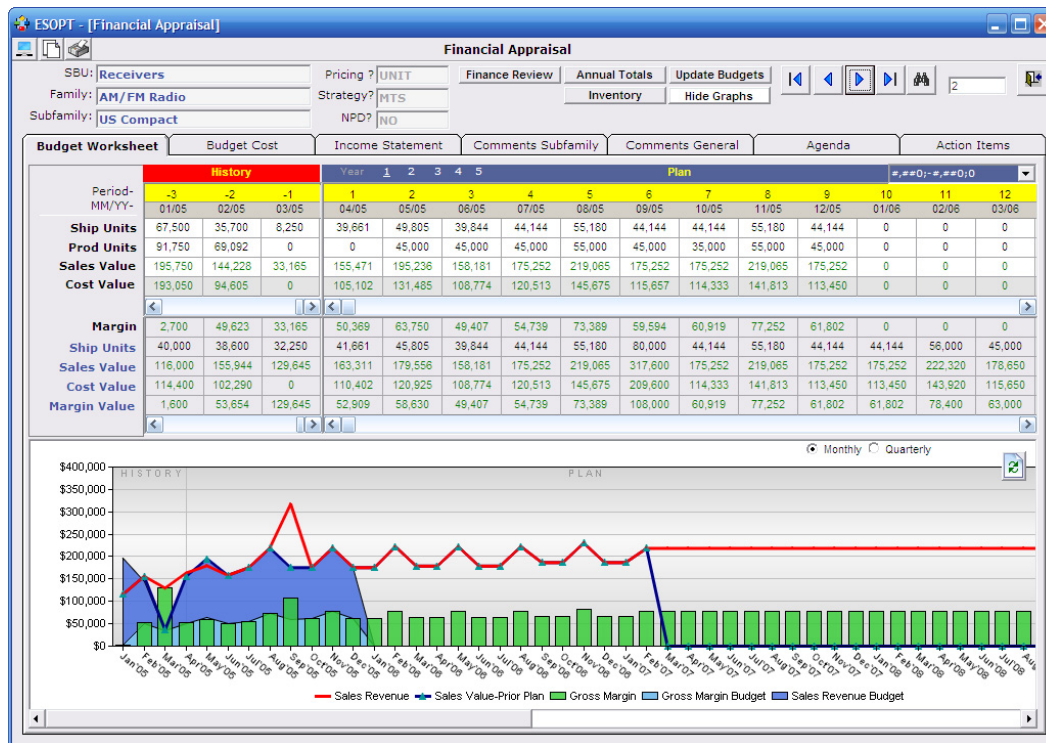 ESOPT - [Financial Appraisal]
Financial Appraisal
SBU: Receivers Pricing ? UNIT Finance Review Annual Totals Update Budgets 2
Family: AM/FM Radio Strategy? MTS Inventory Hide Graphs
Subfamily: US Compact NPD? NO
Budget Worksheet Budget Cost Income Statement Comments Subfamily Comments General Agenda Action Items
History Year 1 2 3 4 5 Plan #,##0;-#,##0;0
Period- -3 -2 -1 1 2 3 4 5 6 7 8 9 10 11 12
MM/YY- 01/05 02/05 03/05 04/05 05/05 06/05 07/05 08/05 09/05 10/05 11/05 12/05 01/06 02/06 03/06
Ship Units 67,500 35,700 8,250 39,661 49,805 39,844 44,144 55,180 44,144 44,144 55,180 44,144 0 0 0
Prod Units 91,750 69,092 0 0 45,000 45,000 45,000 55,000 45,000 35,000 55,000 45,000 0 0 0
Sales Value 195,750 144,228 33,165 155,471 195,236 158,181 175,252 219,065 175,252 175,252 219,065 175,252 0 0 0
Cost Value 193,050 94,605 0 105,102 131,485 108,774 120,513 145,675 115,657 114,333 141,813 113,450 0 0 0
Margin 2,700 49,623 33,165 50,369 63,750 49,407 54,739 73,389 59,594 60,919 77,252 61,802 0 0 0
Ship Units 40,000 38,600 32,250 41,661 45,805 39,844 44,144 55,180 80,000 44,144 55,180 44,144 44,144 56,000 45,000
Sales Value 116,000 155,944 129,645 163,311 179,556 158,181 175,252 219,065 317,600 175,252 219,065 175,252 175,252 222,320 178,650
Cost Value 114,400 102,290 0 110,402 120,925 108,774 120,513 145,675 209,600 114,333 141,813 113,450 113,450 143,920 115,650
Margin Value 1,600 53,654 129,645 52,909 58,630 49,407 54,739 73,389 108,000 60,919 77,252 61,802 61,802 78,400 63,000
Monthly Quarterly
HISTORY PLAN
$400,000
$350,000
$300,000
$250,000
$200,000
$150,000
$100,000
$50,000
$0
Jan'05 Feb'05 Mar'05 Apr'05 May'05 Jun'05 Jul'05 Aug'05 Sep'05 Oct'05 Nov'05 Dec'05 Jan'06 Feb'06 Mar'06 Apr'06 May'06 Jun'06 Jul'06 Aug'06 Sep'06 Oct'06 Nov'06 Dec'06 Jan'07 Feb'07 Mar'07 Apr'07 May'07 Jun'07 Jul'07 Aug'07 Sep'07 Oct'07 Nov'07 Dec'07 Jan'08 Feb'08 Mar'08 Apr'08 May'08 Jun'08 Jul'08 Aug
Sales Revenue Sales Value-Prior Plan Gross Margin Gross Margin Budget Sales Revenue Budget